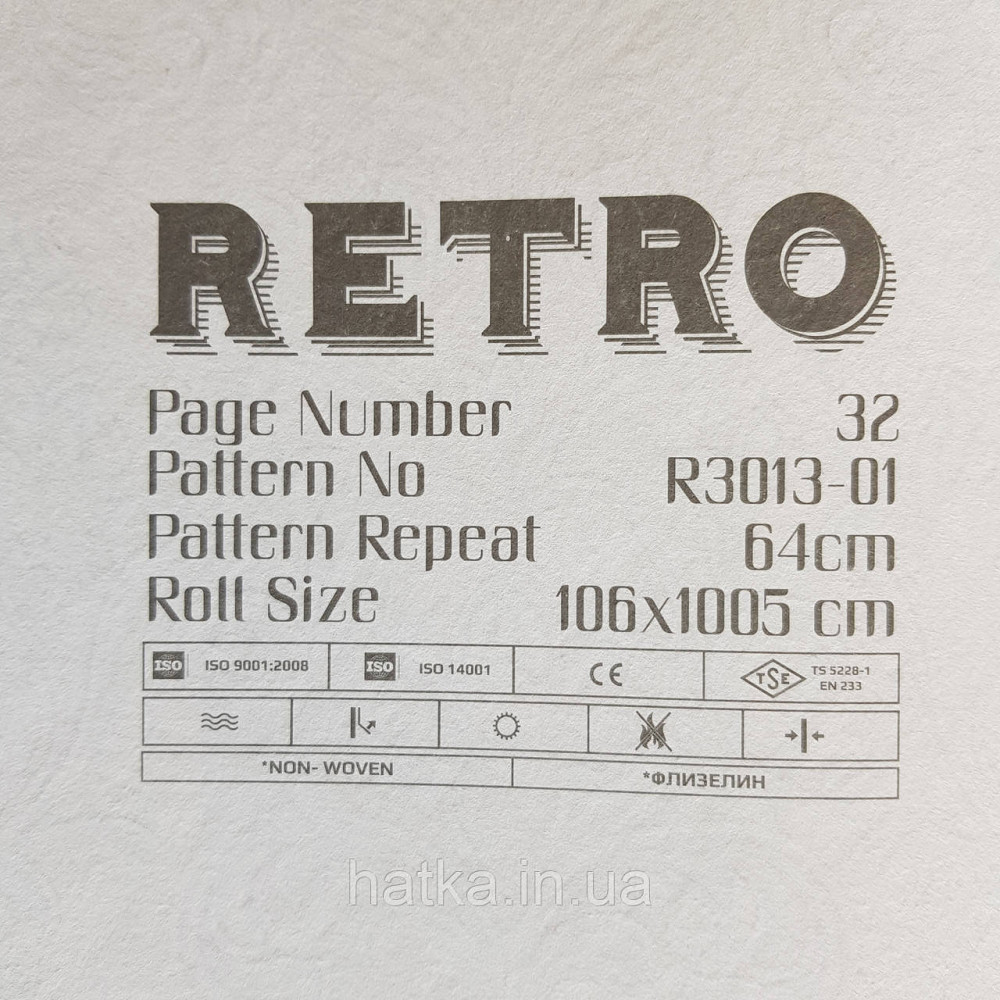 RETRO
Page Number 32
Pattern No R3013-01
Pattern Repeat 64cm
Roll Size 106x1005 cm
ISO ISO 9001:2008 ISO ISO 14001 CE TSE TS 5228-1
EN 233
*NON- WOVEN *ФЛИЗЕЛИН
hatka.in.ua